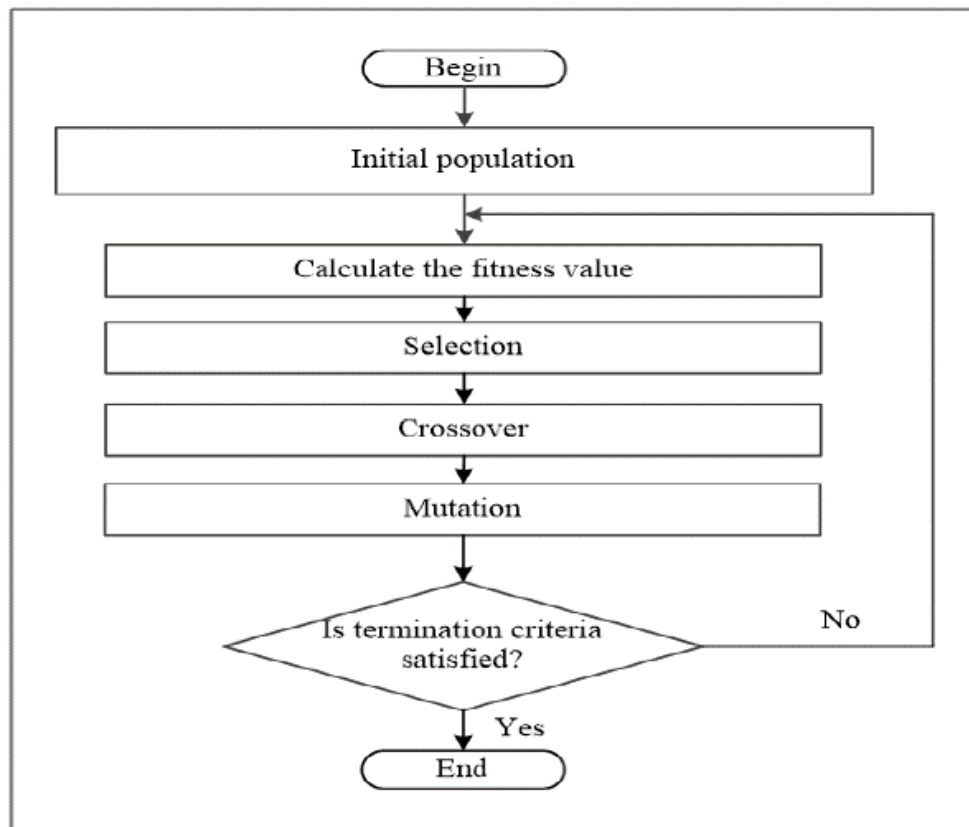 Begin
Initial population
Calculate the fitness value
Selection
Crossover
Mutation
Is termination criteria
satisfied?
No
Yes
End